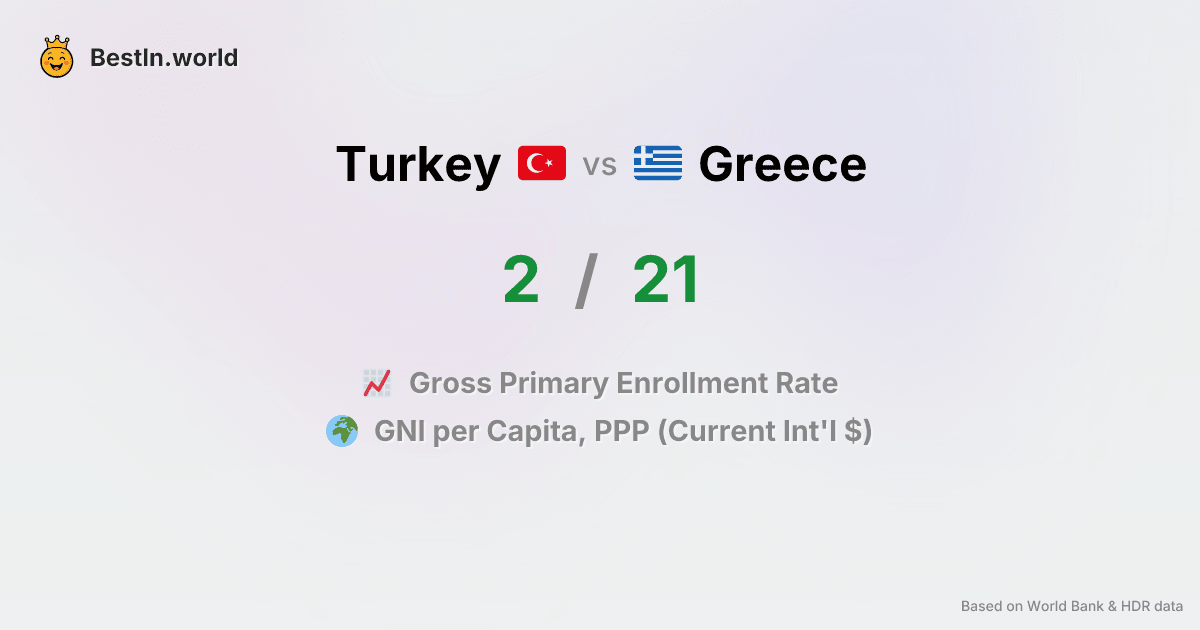 BestIn.world
Turkey vs Greece
2 / 21
Gross Primary Enrollment Rate
GNI per Capita, PPP (Current Int'l $)
Based on World Bank & HDR data